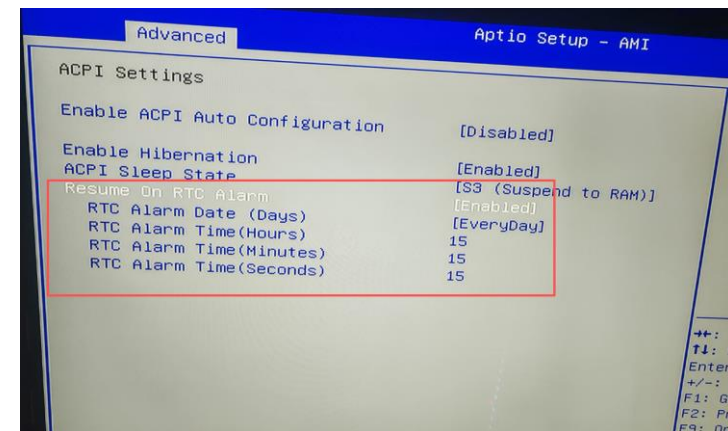 Advanced
Aptio Setup - AMI
ACPI Settings
Enable ACPI Auto Configuration [Disabled]
Enable Hibernation [Enabled]
ACPI Sleep State [S3 (Suspend to RAM)]
Resume On RTC Alarm [Enabled]
RTC Alarm Date (Days) [EveryDay]
RTC Alarm Time(Hours) 15
RTC Alarm Time(Minutes) 15
RTC Alarm Time(Seconds) 15
→←:
↑↓:
Enter
+/-:
F1: G
F2: P